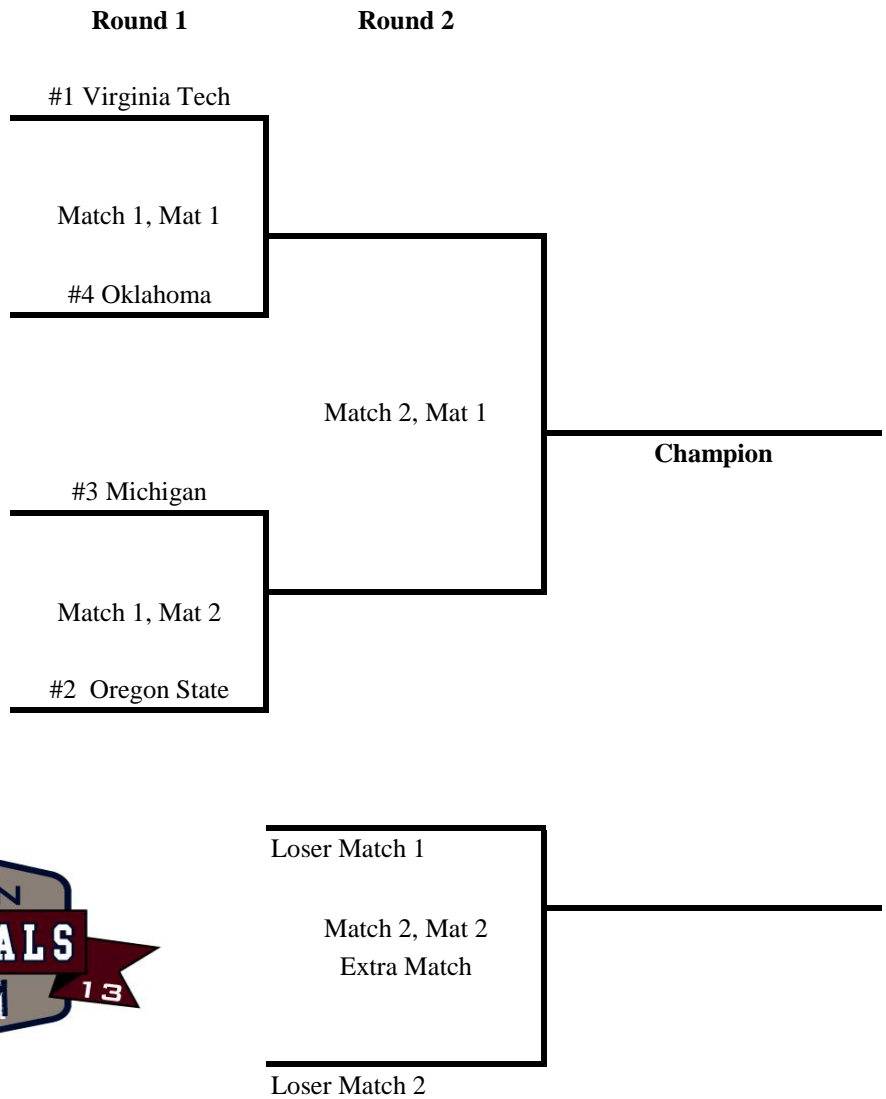 Round 1 Round 2
#1 Virginia Tech
Match 1, Mat 1
#4 Oklahoma
Match 2, Mat 1
Champion
#3 Michigan
Match 1, Mat 2
#2 Oregon State
Loser Match 1
Match 2, Mat 2
Extra Match
Loser Match 2
N
ALS
13